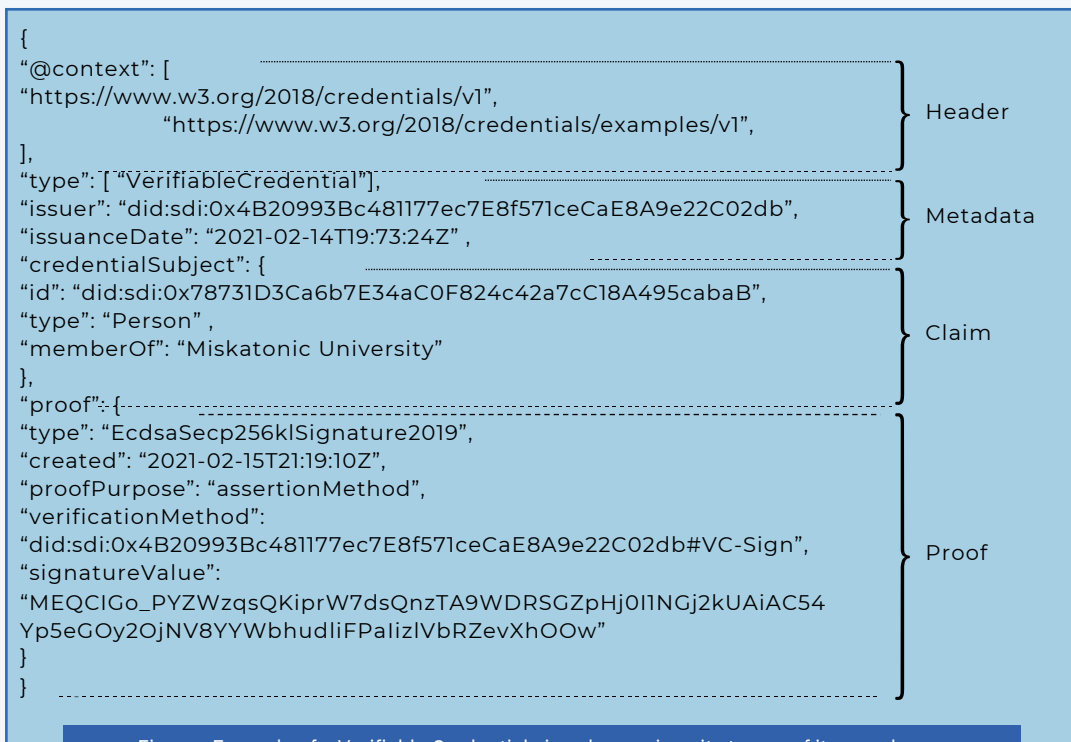 {
“@context”: [
“https://www.w3.org/2018/credentials/v1”,
“https://www.w3.org/2018/credentials/examples/v1”,
],
“type”: [ “VerifiableCredential”],
“issuer”: “did:sdi:0x4B20993Bc481177ec7E8f571ceCaE8A9e22C02db”,
“issuanceDate”: “2021-02-14T19:73:24Z” ,
“credentialSubject”: {
“id”: “did:sdi:0x78731D3Ca6b7E34aC0F824c42a7cC18A495cabaB”,
“type”: “Person” ,
“memberOf”: “Miskatonic University”
},
“proof”: {
“type”: “EcdsaSecp256klSignature2019”,
“created”: “2021-02-15T21:19:10Z”,
“proofPurpose”: “assertionMethod”,
“verificationMethod”:
“did:sdi:0x4B20993Bc481177ec7E8f571ceCaE8A9e22C02db#VC-Sign”,
“signatureValue”:
“MEQCIGo_PYZWzqsQKiprW7dsQnzTA9WDRSGZpHj0I1NGj2kUAiAC54
Yp5eGOy2OjNV8YYWbhudliFPaIizlVbRZevXhOOw”
}
}
Header
Metadata
Claim
Proof